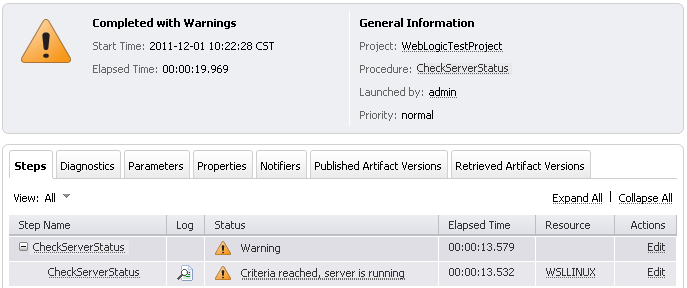 Completed with Warnings
Start Time: 2011-12-01 10:22:28 CST
Elapsed Time: 00:00:19.969
General Information
Project: WebLogicTestProject
Procedure: CheckServerStatus
Launched by: admin
Priority: normal
Steps Diagnostics Parameters Properties Notifiers Published Artifact Versions Retrieved Artifact Versions
View: All Expand All | Collapse All
Step Name Log Status Elapsed Time Resource Actions
CheckServerStatus Warning 00:00:13.579 Edit
CheckServerStatus Criteria reached, server is running 00:00:13.532 WSLLINUX Edit